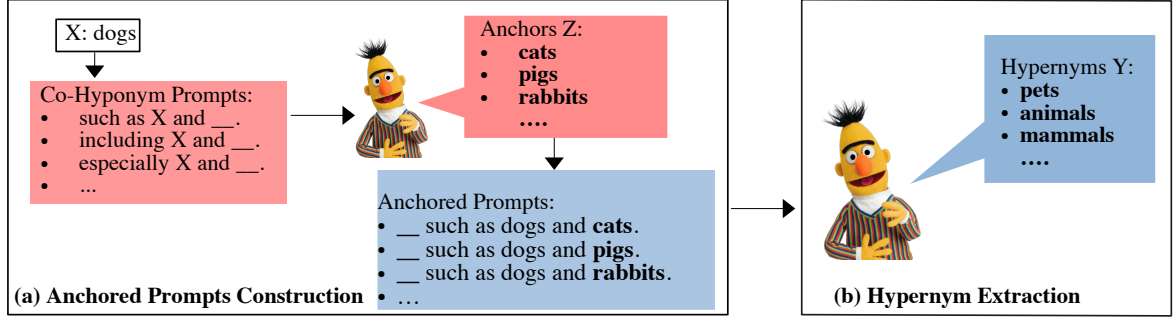 X: dogs
Co-Hyponym Prompts:
• such as X and __.
• including X and __.
• especially X and __.
• ...
Anchors Z:
• cats
• pigs
• rabbits
....
Anchored Prompts:
• __ such as dogs and cats.
• __ such as dogs and pigs.
• __ such as dogs and rabbits.
• ...
(a) Anchored Prompts Construction
Hypernyms Y:
• pets
• animals
• mammals
....
(b) Hypernym Extraction